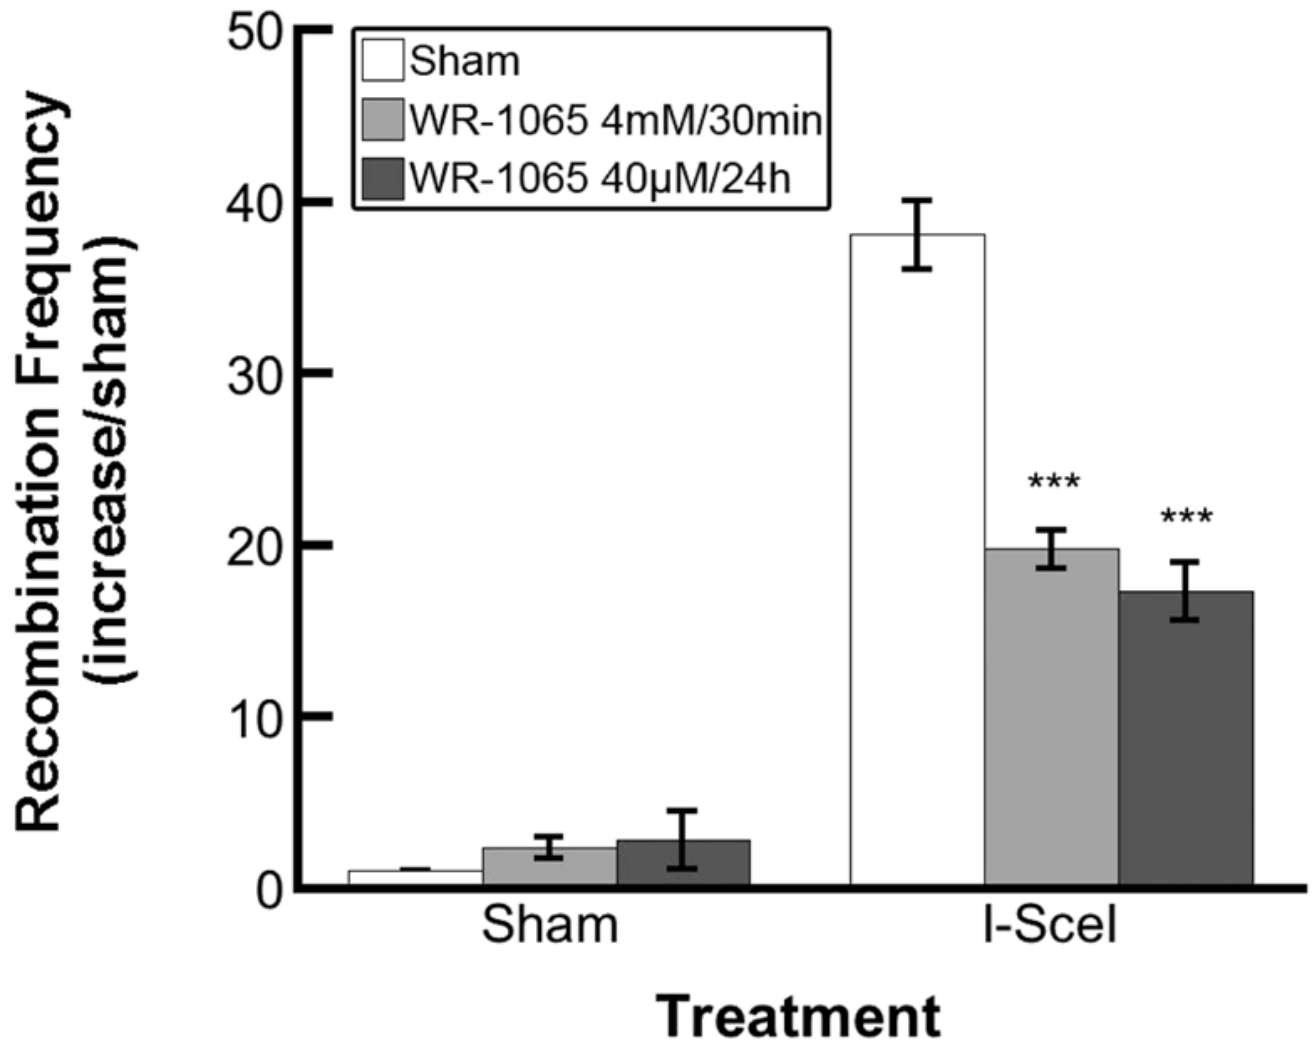 Recombination Frequency
(increase/sham)
50
40
30
20
10
0
Sham
WR-1065 4mM/30min
WR-1065 40µM/24h
***
***
Sham
I-SceI
Treatment